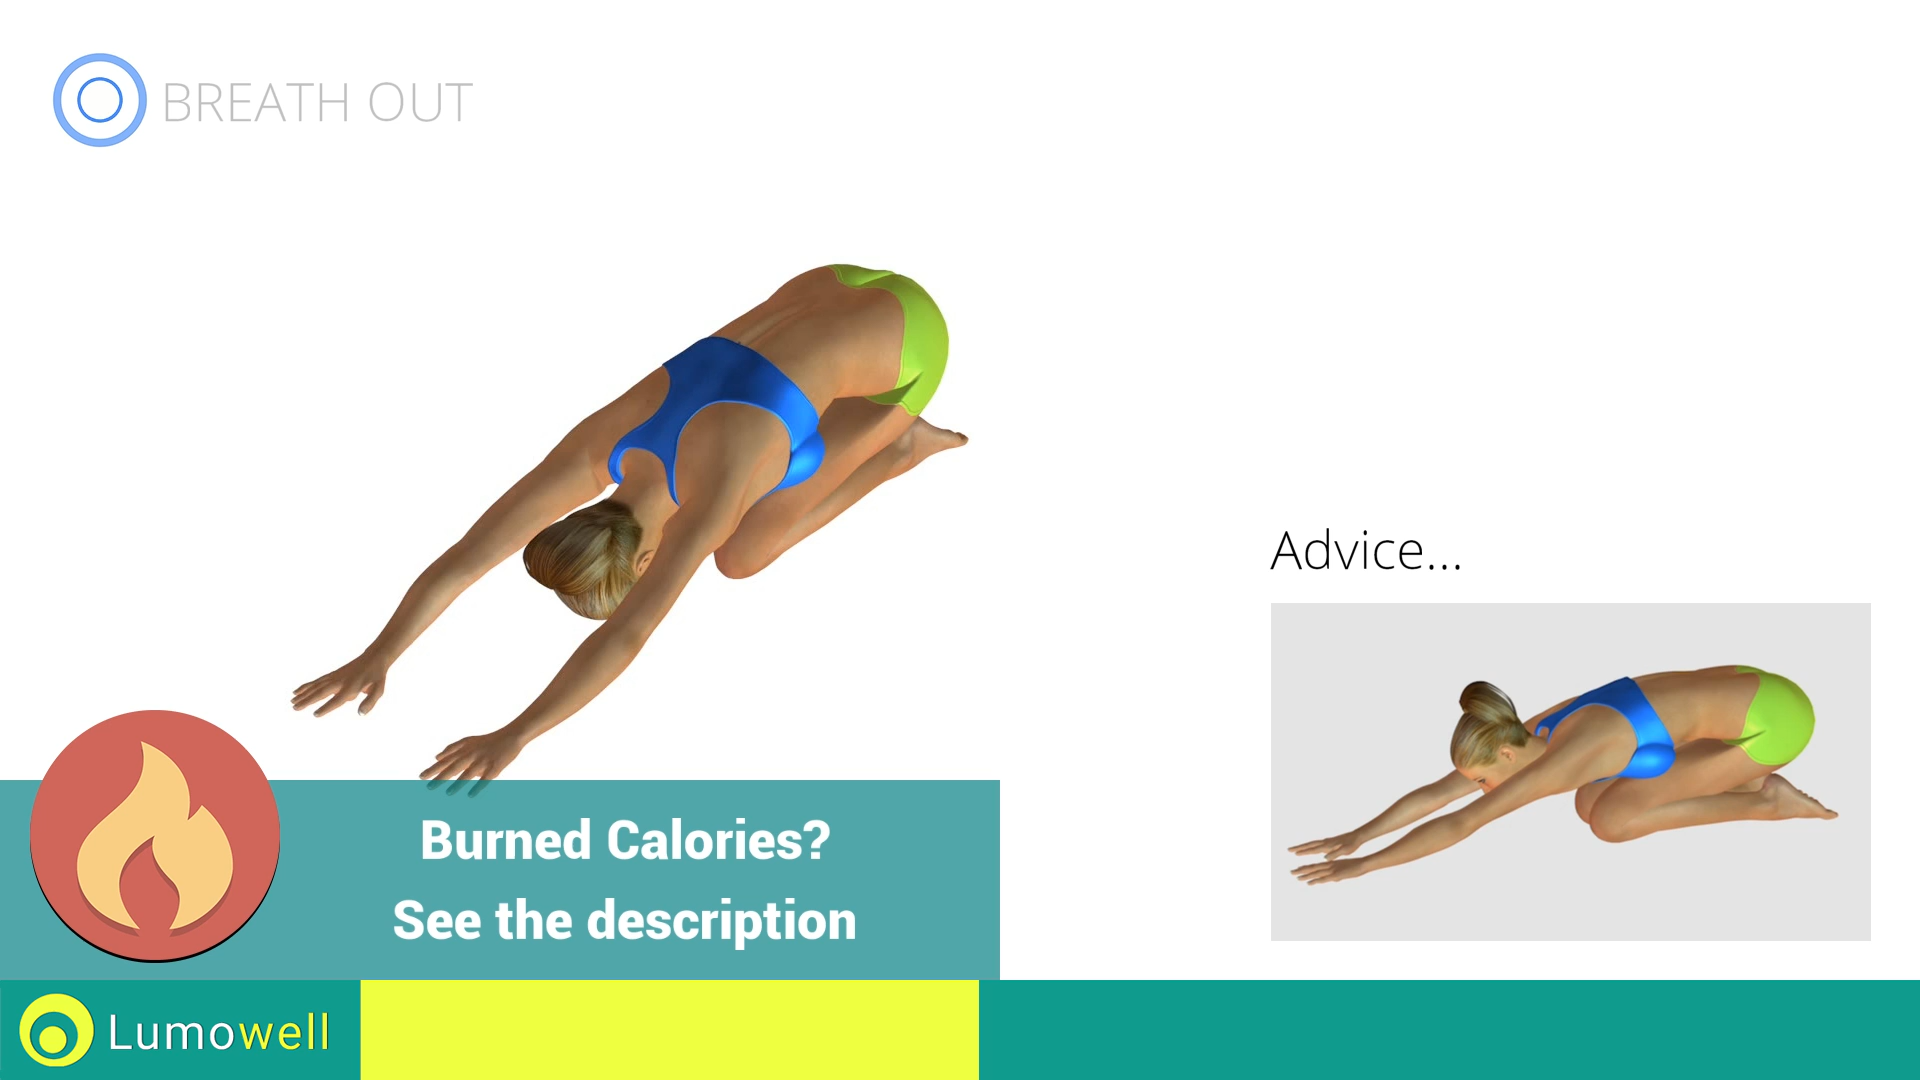 BREATH OUT
Advice...
Burned Calories?
See the description
Lumowell